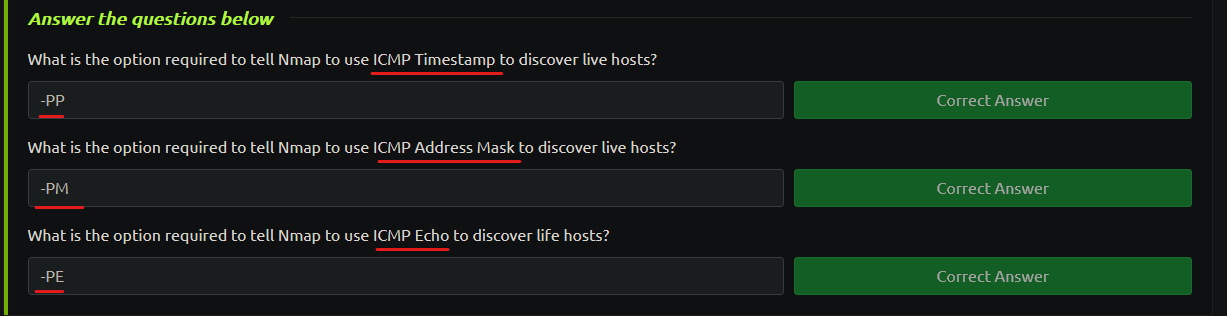 Answer the questions below
What is the option required to tell Nmap to use ICMP Timestamp to discover live hosts?
-PP
Correct Answer
What is the option required to tell Nmap to use ICMP Address Mask to discover live hosts?
-PM
Correct Answer
What is the option required to tell Nmap to use ICMP Echo to discover life hosts?
-PE
Correct Answer